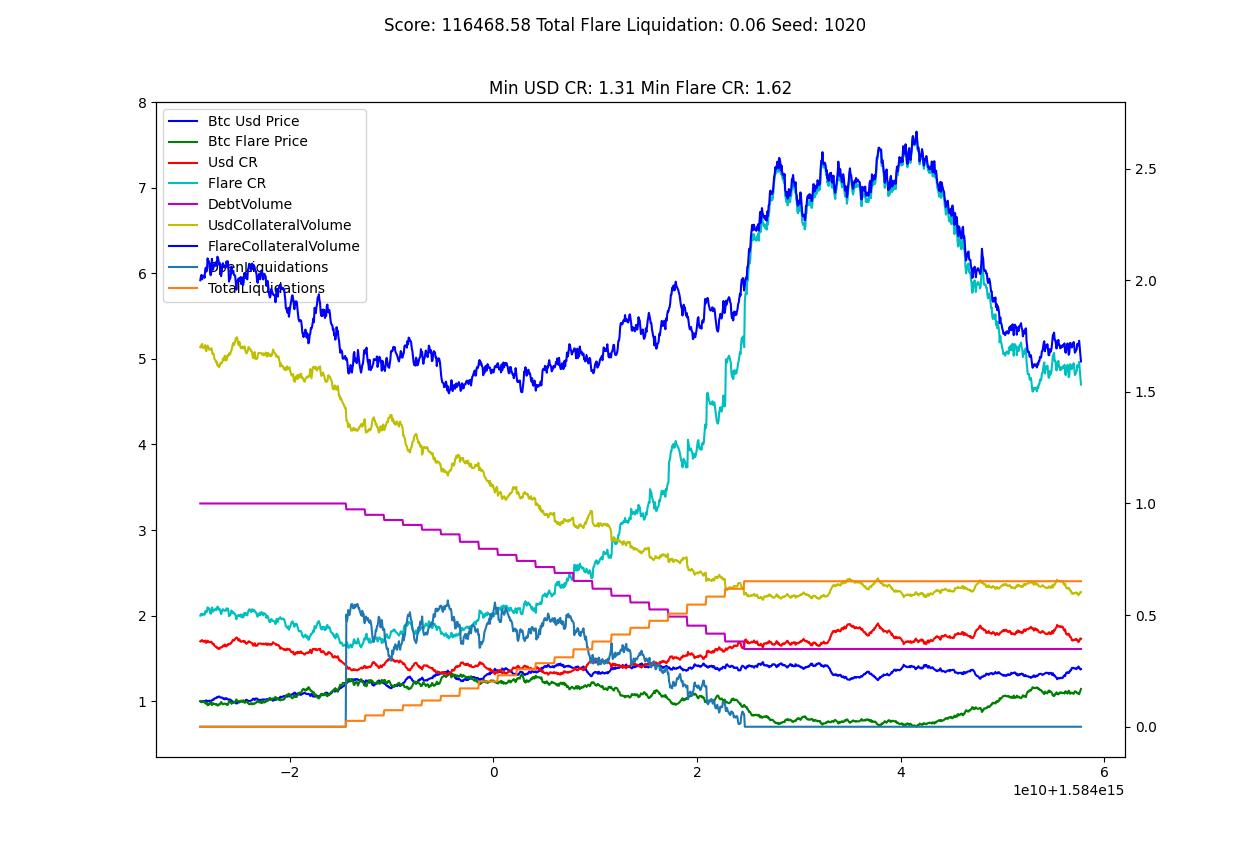 Score: 116468.58 Total Flare Liquidation: 0.06 Seed: 1020
Min USD CR: 1.31 Min Flare CR: 1.62
Btc Usd Price
Btc Flare Price
Usd CR
Flare CR
DebtVolume
UsdCollateralVolume
FlareCollateralVolume
OpenLiquidations
TotalLiquidations
8
7
6
5
4
3
2
1
2.5
2.0
1.5
1.0
0.5
0.0
−2
0
2
4
6
1e10+1.584e15